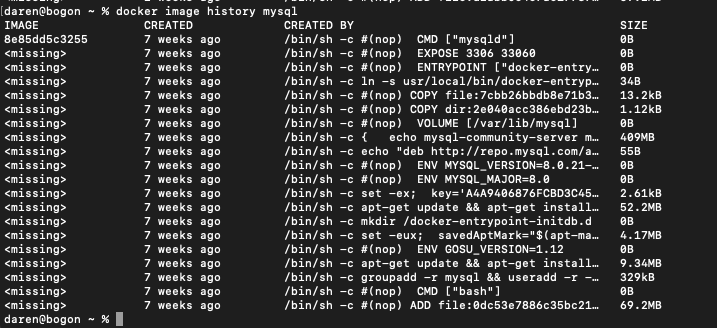 daren@bogon ~ % docker image history mysql
IMAGE CREATED CREATED BY SIZE
8e85dd5c3255 7 weeks ago /bin/sh -c #(nop) CMD ["mysqld"] 0B
<missing> 7 weeks ago /bin/sh -c #(nop) EXPOSE 3306 33060 0B
<missing> 7 weeks ago /bin/sh -c #(nop) ENTRYPOINT ["docker-entry… 0B
<missing> 7 weeks ago /bin/sh -c ln -s usr/local/bin/docker-entryp… 34B
<missing> 7 weeks ago /bin/sh -c #(nop) COPY file:7cbb26bbdb8e71b3… 13.2kB
<missing> 7 weeks ago /bin/sh -c #(nop) COPY dir:2e040acc386ebd23b… 1.12kB
<missing> 7 weeks ago /bin/sh -c #(nop) VOLUME [/var/lib/mysql] 0B
<missing> 7 weeks ago /bin/sh -c { echo mysql-community-server m… 409MB
<missing> 7 weeks ago /bin/sh -c echo "deb http://repo.mysql.com/a… 55B
<missing> 7 weeks ago /bin/sh -c #(nop) ENV MYSQL_VERSION=8.0.21-… 0B
<missing> 7 weeks ago /bin/sh -c #(nop) ENV MYSQL_MAJOR=8.0 0B
<missing> 7 weeks ago /bin/sh -c set -ex; key='A4A9406876FCBD3C45… 2.61kB
<missing> 7 weeks ago /bin/sh -c apt-get update && apt-get install… 52.2MB
<missing> 7 weeks ago /bin/sh -c mkdir /docker-entrypoint-initdb.d 0B
<missing> 7 weeks ago /bin/sh -c set -eux; savedAptMark="$(apt-ma… 4.17MB
<missing> 7 weeks ago /bin/sh -c #(nop) ENV GOSU_VERSION=1.12 0B
<missing> 7 weeks ago /bin/sh -c apt-get update && apt-get install… 9.34MB
<missing> 7 weeks ago /bin/sh -c groupadd -r mysql && useradd -r -… 329kB
<missing> 7 weeks ago /bin/sh -c #(nop) CMD ["bash"] 0B
<missing> 7 weeks ago /bin/sh -c #(nop) ADD file:0dc53e7886c35bc21… 69.2MB
daren@bogon ~ %